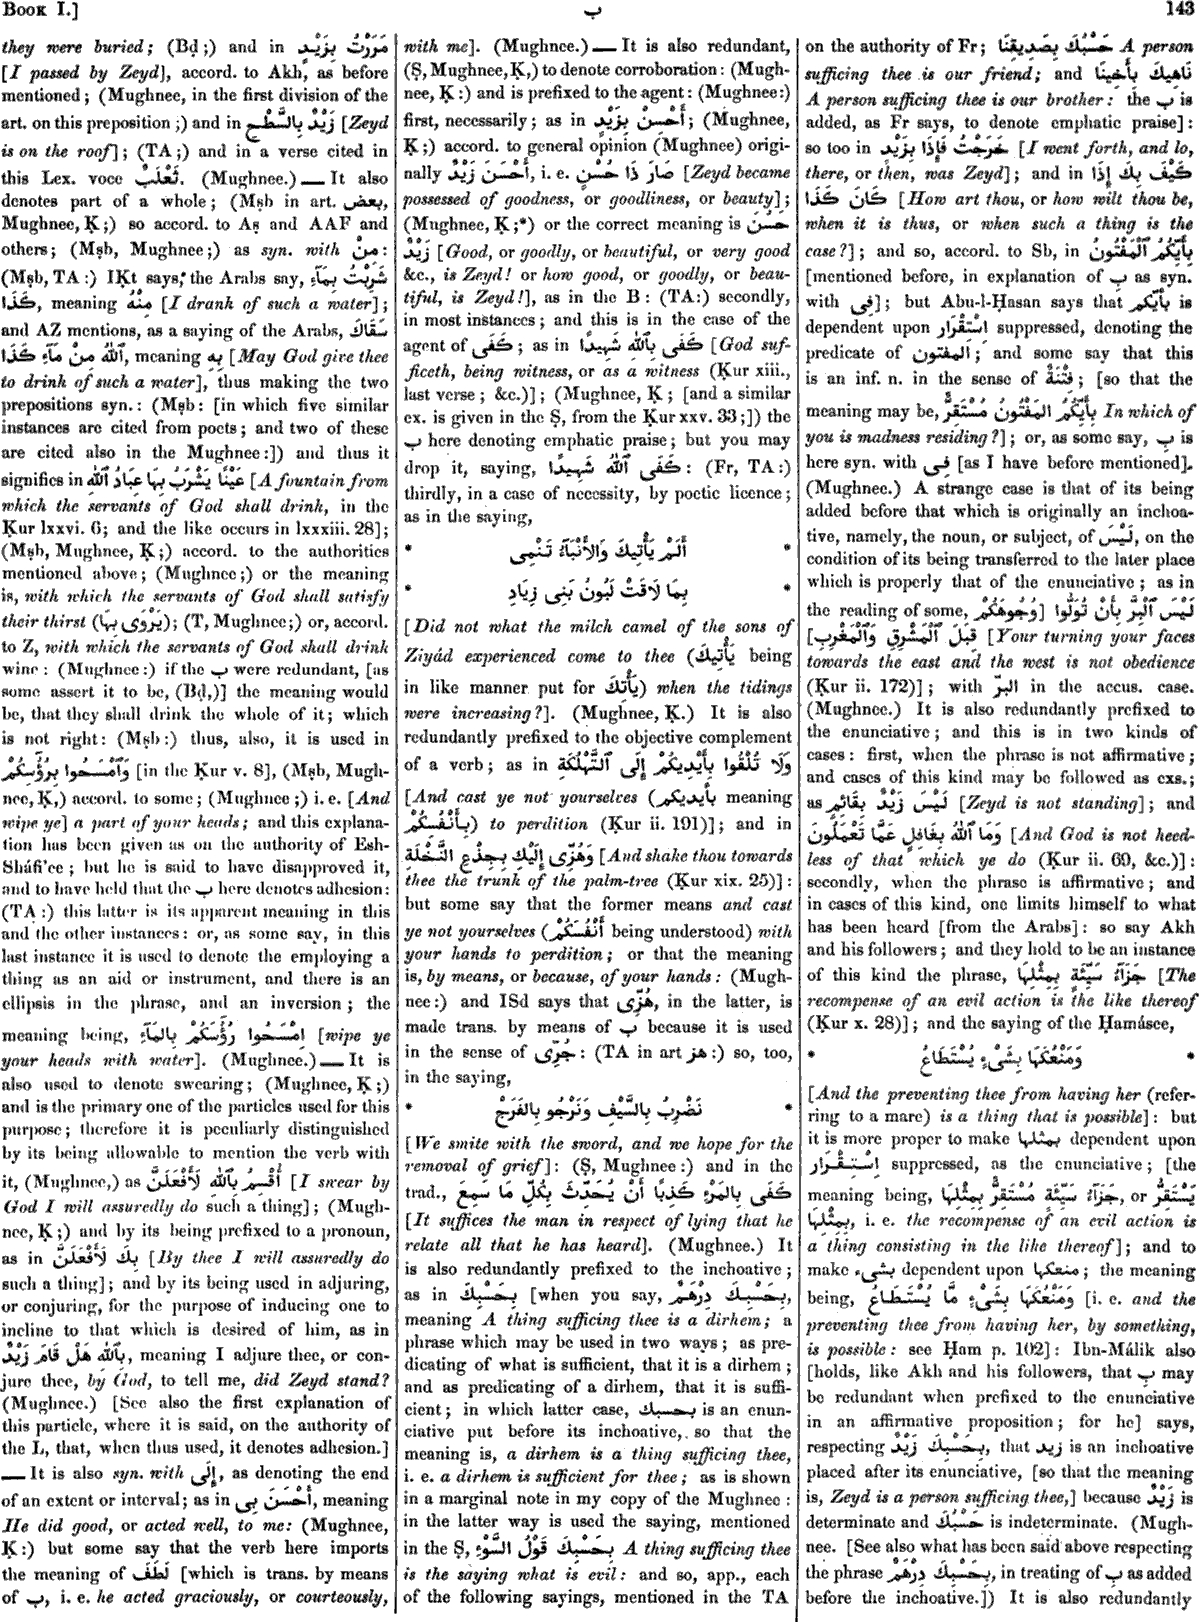 Book I.]
ب
143
they were buried; (Bḍ;) and in مَرَرْتُ بِزَيْدٍ
[I passed by Zeyd], accord. to Akh, as before
mentioned; (Mughnee, in the first division of the
art. on this preposition;) and in زَيْدٌ بِالسَّطْحِ [Zeyd
is on the roof]; (TA;) and in a verse cited in
this Lex. voce ثَعْلَبٌ. (Mughnee.) — It also
denotes part of a whole; (Mṣb in art. بعض,
Mughnee, Ḳ;) so accord. to Aṣ and AAF and
others; (Mṣb, Mughnee;) as syn. with مِنْ:
(Mṣb, TA:) IḲt says, the Arabs say, شَرِبْتُ بِمَآءِ
كَذَا, meaning مِنْهُ [I drank of such a water];
and AZ mentions, as a saying of the Arabs, سَقَاكَ
ٱللّٰهُ مِنْ مَآءِ كَذَا, meaning بِهِ [May God give thee
to drink of such a water], thus making the two
prepositions syn.: (Mṣb: [in which five similar
instances are cited from poets; and two of these
are cited also in the Mughnee:]) and thus it
signifies in عَيْنًا يَشْرَبُ بِهَا عِبَادُ ٱللّٰهِ [A fountain from
which the servants of God shall drink, in the
Ḳur lxxvi. 6; and the like occurs in lxxxiii. 28];
(Mṣb, Mughnee, Ḳ;) accord. to the authorities
mentioned above; (Mughnee;) or the meaning
is, with which the servants of God shall satisfy
their thirst (يَرْوَى بِهَا); (T, Mughnee;) or, accord.
to Z, with which the servants of God shall drink
wine: (Mughnee:) if the ب were redundant, [as
some assert it to be, (Bḍ,)] the meaning would
be, that they shall drink the whole of it; which
is not right: (Mṣb:) thus, also, it is used in
وَٱمْسَحُوا بِرُؤُسِكُمْ [in the Ḳur v. 8], (Mṣb, Mugh-
nee, Ḳ,) accord. to some; (Mughnee;) i. e. [And
wipe ye] a part of your heads; and this explana-
tion has been given as on the authority of Esh-
Sháfi'ee; but he is said to have disapproved it,
and to have held that the ب here denotes adhesion:
(TA:) this latter is its apparent meaning in this
and the other instances: or, as some say, in this
last instance it is used to denote the employing a
thing as an aid or instrument, and there is an
ellipsis in the phrase, and an inversion; the
meaning being, اِمْسَحُوا رُؤُسَكُمْ بِالمَآءِ [wipe ye
your heads with water]. (Mughnee.) — It is
also used to denote swearing; (Mughnee, Ḳ;)
and is the primary one of the particles used for this
purpose; therefore it is peculiarly distinguished
by its being allowable to mention the verb with
it, (Mughnee,) as أُقْسِمُ بِٱللّٰهِ لَأَفْعَلَنَّ [I swear by
God I will assuredly do such a thing]; (Mugh-
nee, Ḳ;) and by its being prefixed to a pronoun,
as in بِكَ لَأَفْعَلَنَّ [By thee I will assuredly do
such a thing]; and by its being used in adjuring,
or conjuring, for the purpose of inducing one to
incline to that which is desired of him, as in
بِٱللّٰهِ هَلْ قَامَ زَيْدٌ, meaning I adjure thee, or con-
jure thee, by God, to tell me, did Zeyd stand?
(Mughnee.) [See also the first explanation of
this particle, where it is said, on the authority of
the L, that, when thus used, it denotes adhesion.]
— It is also syn. with إِلَى, as denoting the end
of an extent or interval; as in أَحْسَنَ بِى, meaning
He did good, or acted well, to me: (Mughnee,
Ḳ:) but some say that the verb here imports
the meaning of لَطَفَ [which is trans. by means
of ب, i. e. he acted graciously, or courteously,
with me]. (Mughnee.) — It is also redundant,
(Ṣ, Mughnee, Ḳ,) to denote corroboration: (Mugh-
nee, Ḳ:) and is prefixed to the agent: (Mughnee:)
first, necessarily; as in أَحْسِنْ بِزَيْدٍ; (Mughnee,
Ḳ;) accord. to general opinion (Mughnee) origi-
nally أَحْسَنَ زَيْدٌ, i. e. صَارَ ذَا حُسْنٍ [Zeyd became
possessed of goodness, or goodliness, or beauty];
(Mughnee, Ḳ;*) or the correct meaning is حَسُنَ
زَيْدٌ [Good, or goodly, or beautiful, or very good
&c., is Zeyd! or how good, or goodly, or beau-
tiful, is Zeyd!], as in the B: (TA:) secondly,
in most instances; and this is in the case of the
agent of كَفَى; as in كَفَى بِٱللّٰهِ شَهِيدًا [God suf-
ficeth, being witness, or as a witness (Ḳur xiii.,
last verse; &c.)]; (Mughnee, Ḳ; [and a similar
ex. is given in the Ṣ, from the Ḳur xxv. 33;]) the
ب here denoting emphatic praise; but you may
drop it, saying, كَفَى ٱللّٰهُ شَهِيدًا: (Fr, TA:)
thirdly, in a case of necessity, by poetic licence;
as in the saying,
* أَلَمْ يَأْتِيكَ وَالأَنْبَآءُ تَنْمِى *
* بِمَا لَاقَتْ لَبُونُ بَنِى زِيَادِ *
[Did not what the milch camel of the sons of
Ziyád experienced come to thee (يَأْتِيكَ being
in like manner put for يَأْتِكَ) when the tidings
were increasing?]. (Mughnee, Ḳ.) It is also
redundantly prefixed to the objective complement
of a verb; as in وَلَا تُلْقُوا بِأَيْدِيكُمْ إِلَى ٱلتَّهْلُكَةِ
[And cast ye not yourselves (بأيديكم meaning
بِأَنْفُسِكُمْ) to perdition (Ḳur ii. 191)]; and in
وَهُزِّى إِلَيْكِ بِجِذْعِ النَّخْلَةِ [And shake thou towards
thee the trunk of the palm-tree (Ḳur xix. 25)]:
but some say that the former means and cast
ye not yourselves (أَنْفُسَكُمْ being understood) with
your hands to perdition; or that the meaning
is, by means, or because, of your hands: (Mugh-
nee:) and ISd says that هُزِّى, in the latter, is
made trans. by means of ب because it is used
in the sense of جُرِّى: (TA in art هز:) so, too,
in the saying,
* نَضْرِبُ بِالسَّيْفِ وَنَرْجُو بِالفَرَجْ *
[We smite with the sword, and we hope for the
removal of grief]: (Ṣ, Mughnee:) and in the
trad., كَفَى بِالمَرْءِ كَذِبًا أَنْ يُحَدِّثَ بِكُلِّ مَا سَمِعَ
[It suffices the man in respect of lying that he
relate all that he has heard]. (Mughnee.) It
is also redundantly prefixed to the inchoative;
as in بِحَسْبِكَ [when you say, بِحَسْبِكَ دِرْهَمٌ,
meaning A thing sufficing thee is a dirhem; a
phrase which may be used in two ways; as pre-
dicating of what is sufficient, that it is a dirhem;
and as predicating of a dirhem, that it is suffi-
cient; in which latter case, بحسبك is an enun-
ciative put before its inchoative, so that the
meaning is, a dirhem is a thing sufficing thee,
i. e. a dirhem is sufficient for thee; as is shown
in a marginal note in my copy of the Mughnee:
in the latter way is used the saying, mentioned
in the Ṣ, بِحَسْبِكَ قَوْلُ السَّوْءِ A thing sufficing thee
is the saying what is evil: and so, app., each
of the following sayings, mentioned in the TA
on the authority of Fr; حَسْبُكَ بِصَدِيقِنَا A person
sufficing thee is our friend; and نَاهِيكَ بِأَخِينَا
A person sufficing thee is our brother: the ب is
added, as Fr says, to denote emphatic praise]:
so too in خَرَجْتُ فَإِذَا بِزَيْدٍ [I went forth, and lo,
there, or then, was Zeyd]; and in كَيْفَ بِكَ إِذَا
كَانَ كَذَا [How art thou, or how wilt thou be,
when it is thus, or when such a thing is the
case?]; and so, accord. to Sb, in بِأَيِّكُمُ ٱلْمَفْتُونُ
[mentioned before, in explanation of ب as syn.
with فِى]; but Abu-l-Ḥasan says that بأيّكم is
dependent upon اسْتِقْرَار suppressed, denoting the
predicate of المفتون; and some say that this
is an inf. n. in the sense of فِتْنَةٌ; [so that the
meaning may be, بِأَيِّكُمُ المَفْتُونُ مُسْتَقِرٌّ In which of
you is madness residing?]; or, as some say, ب is
here syn. with فِى [as I have before mentioned].
(Mughnee.) A strange case is that of its being
added before that which is originally an inchoa-
tive, namely, the noun, or subject, of لَيْسَ, on the
condition of its being transferred to the later place
which is properly that of the enunciative; as in
the reading of some, لَيْسَ ٱلْبِرَّ بِأَنْ تُوَلُّوا [وُجُوهَكُمْ
قِبَلَ ٱلْمَشْرِقِ وَٱلْمَغْرِبِ] [Your turning your faces
towards the east and the west is not obedience
(Ḳur ii. 172)]; with البرّ in the accus. case.
(Mughnee.) It is also redundantly prefixed to
the enunciative; and this is in two kinds of
cases: first, when the phrase is not affirmative;
and cases of this kind may be followed as exs.;
as لَيْسَ زَيْدٌ بِقَائِمٍ [Zeyd is not standing]; and
وَمَا ٱللّٰهُ بِغَافِلٍ عَمَّا تَعْمَلُونَ [And God is not heed-
less of that which ye do (Ḳur ii. 69, &c.)]:
secondly, when the phrase is affirmative; and
in cases of this kind, one limits himself to what
has been heard [from the Arabs]: so say Akh
and his followers; and they hold to be an instance
of this kind the phrase, جَزَآءُ سَيِّئَةٍ بِمِثْلِهَا [The
recompense of an evil action is the like thereof
(Ḳur x. 28)]; and the saying of the Ḥamáseh,
* وَمَنْعُكَهَا بِشَىْءٍ يُسْتَطَاعُ *
[And the preventing thee from having her (refer-
ring to a mare) is a thing that is possible]: but
it is more proper to make بمثلها dependent upon
اسْتِقْرَار suppressed, as the enunciative; [the
meaning being, جَزَآءُ سَيِّئَةٍ مُسْتَقِرٌّ بِمِثْلِهَا, or يَسْتَقِرُّ
بِمِثْلِهَا, i. e. the recompense of an evil action is
a thing consisting in the like thereof]; and to
make بشىء dependent upon منعكها; the meaning
being, وَمَنْعُكَهَا بِشَىْءٍ مَّا يُسْتَطَاعُ [i. e. and the
preventing thee from having her, by something,
is possible: see Ḥam p. 102]: Ibn-Málik also
[holds, like Akh and his followers, that ب may
be redundant when prefixed to the enunciative
in an affirmative proposition; for he] says,
respecting بِحَسْبِكَ زَيْدٌ, that زيد is an inchoative
placed after its enunciative, [so that the meaning
is, Zeyd is a person sufficing thee,] because زَيْدٌ is
determinate and حَسْبُكَ is indeterminate. (Mugh-
nee. [See also what has been said above respecting
the phrase بِحَسْبِكَ دِرْهَمٌ, in treating of ب as added
before the inchoative.]) It is also redundantly